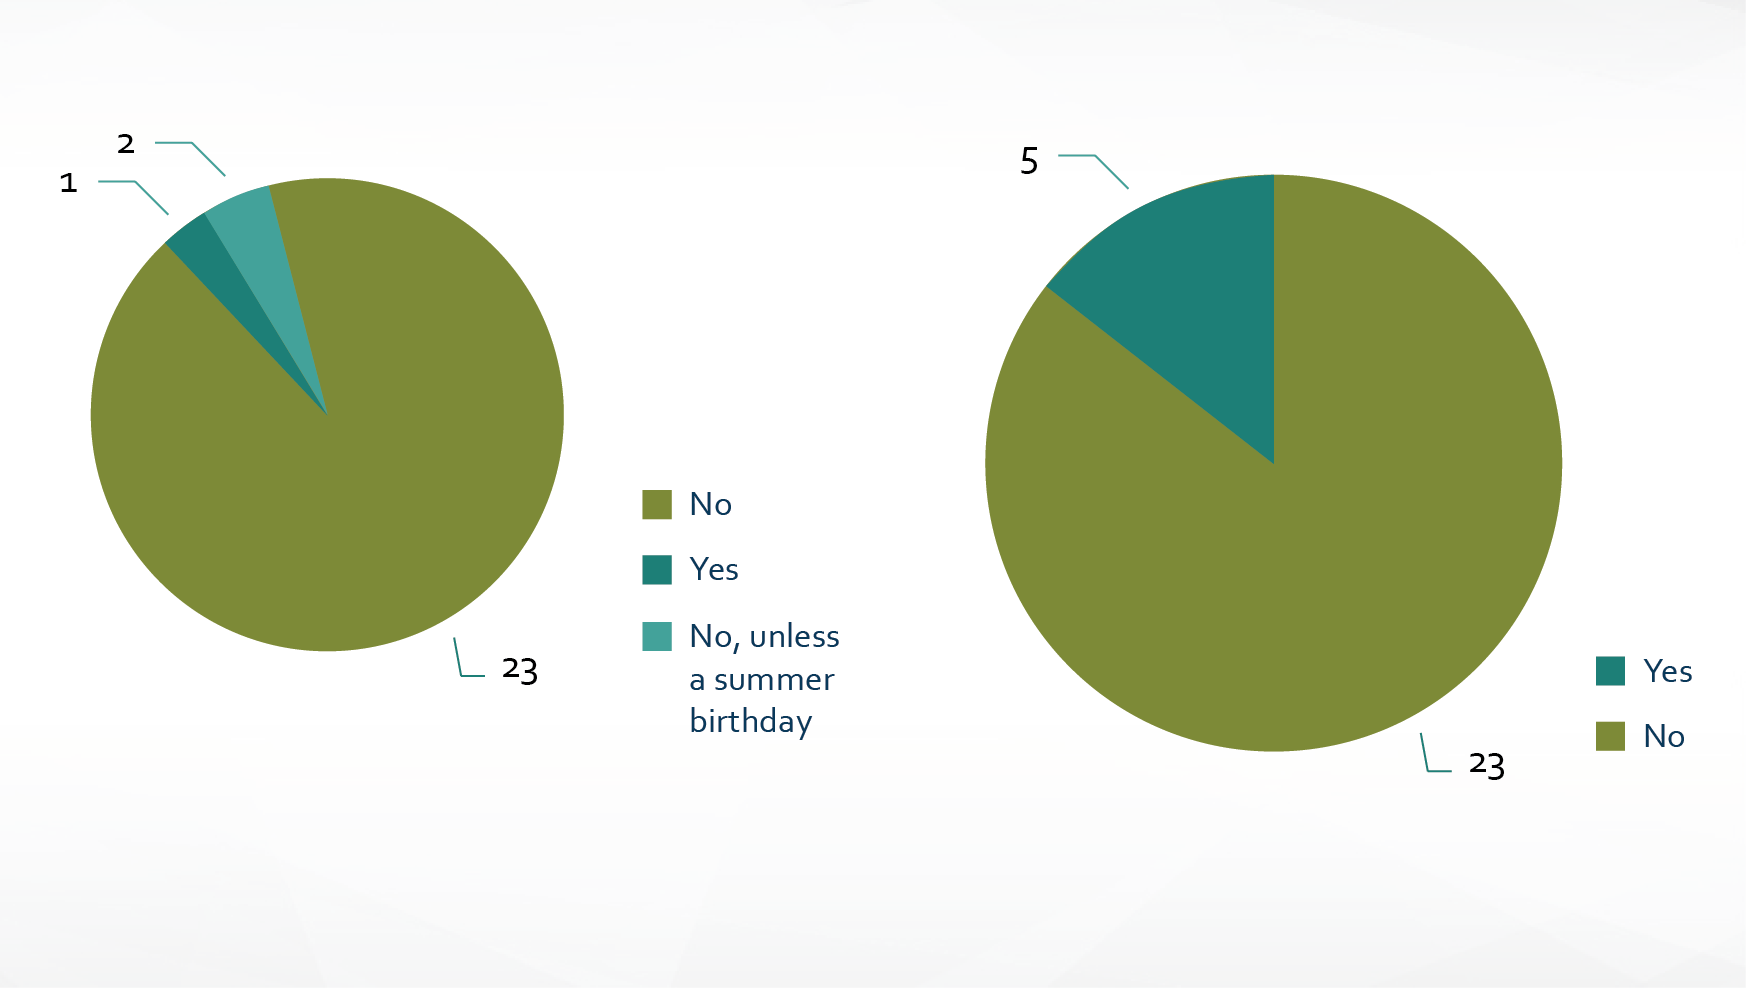 2
1
23
No
Yes
No, unless
a summer
birthday
5
23
Yes
No